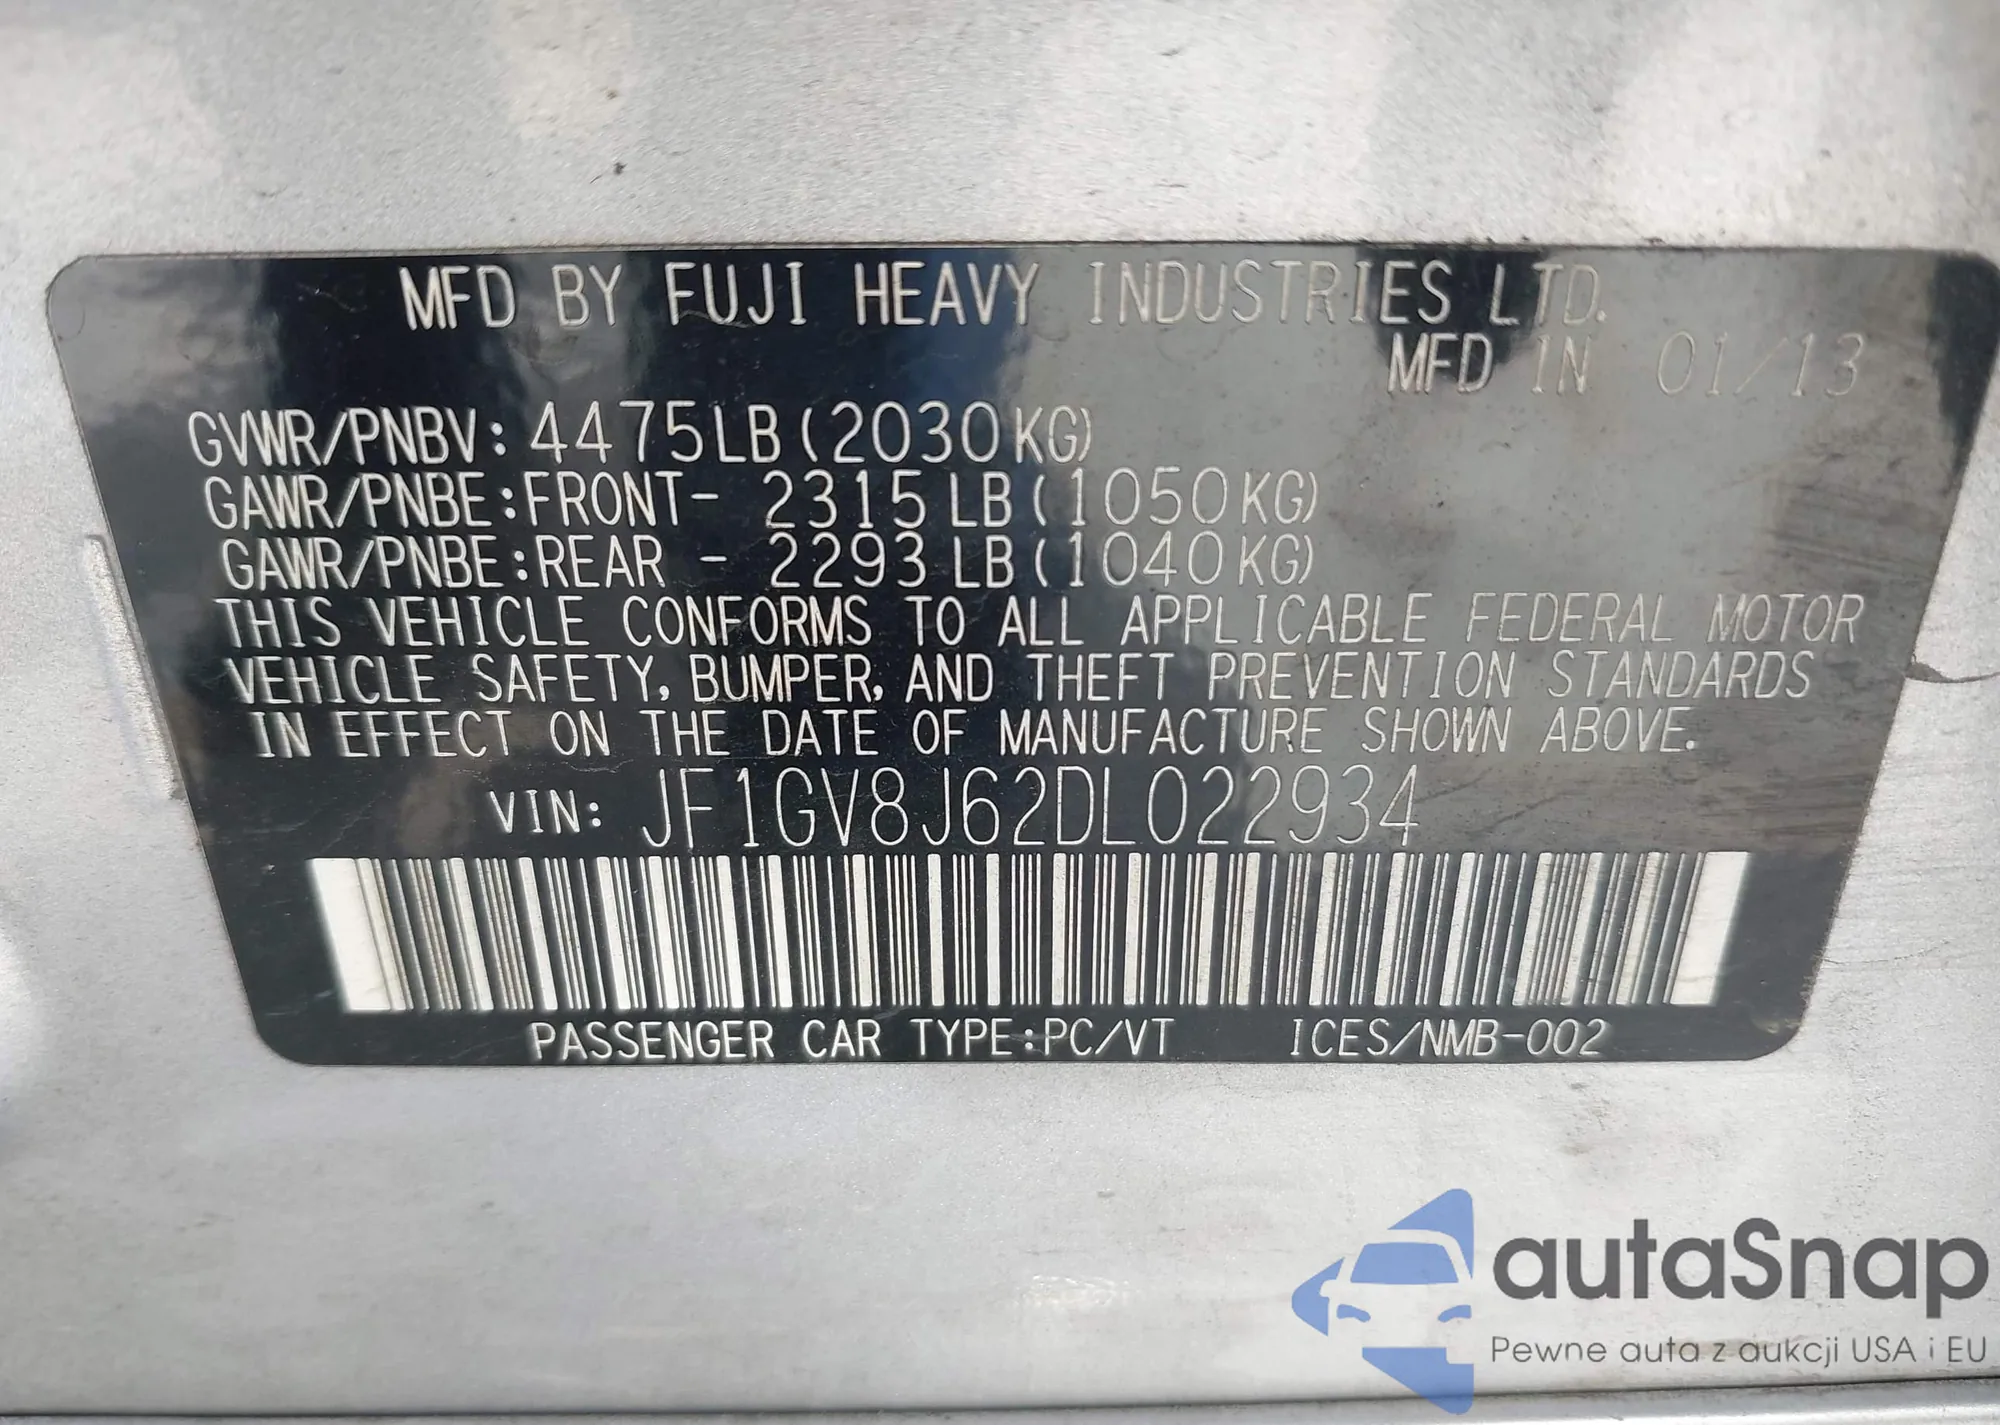 MFD BY FUJI HEAVY INDUSTRIES LTD.
MFD IN 01/13
GVWR/PNBV: 4475LB(2030KG)
GAWR/PNBE:FRONT- 2315LB(1050KG)
GAWR/PNBE:REAR - 2293LB(1040KG)
THIS VEHICLE CONFORMS TO ALL APPLICABLE FEDERAL MOTOR
VEHICLE SAFETY, BUMPER, AND THEFT PREVENTION STANDARDS
IN EFFECT ON THE DATE OF MANUFACTURE SHOWN ABOVE.
VIN: JF1GV8J62DL022934
PASSENGER CAR TYPE:PC/VT ICES/NMB-002
autaSnap
Pewne auta z aukcji USA i EU